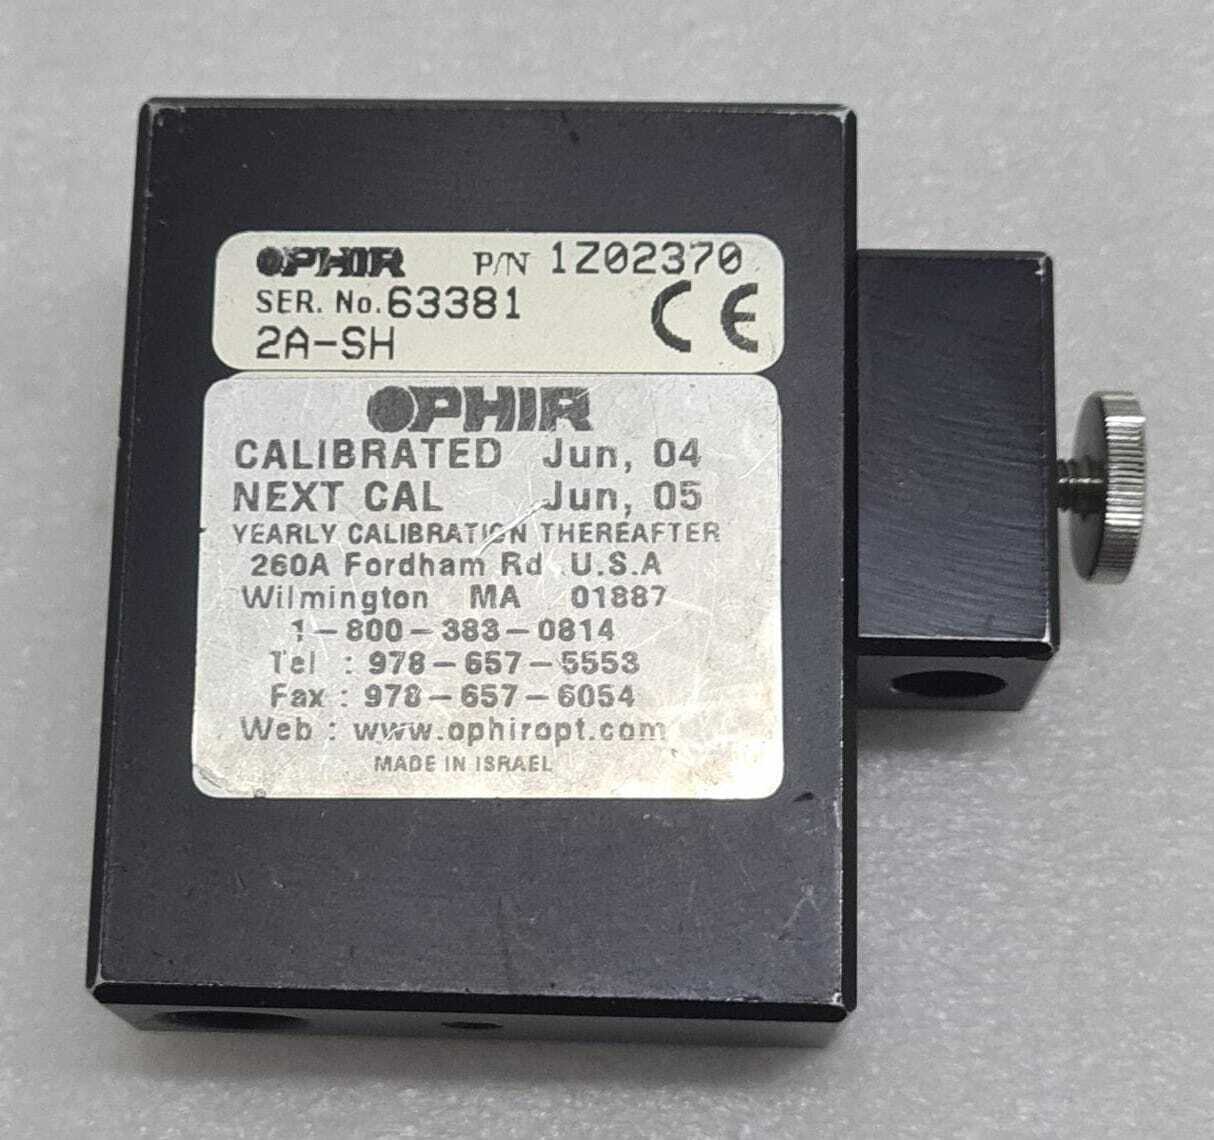 OPHIR P/N 1Z02370
SER. No. 63381
2A-SH CE
OPHIR
CALIBRATED Jun, 04
NEXT CAL Jun, 05
YEARLY CALIBRATION THEREAFTER
260A Fordham Rd U.S.A
Wilmington MA 01887
1-800-383-0814
Tel : 978-657-5553
Fax : 978-657-6054
Web : www.ophiropt.com
MADE IN ISRAEL